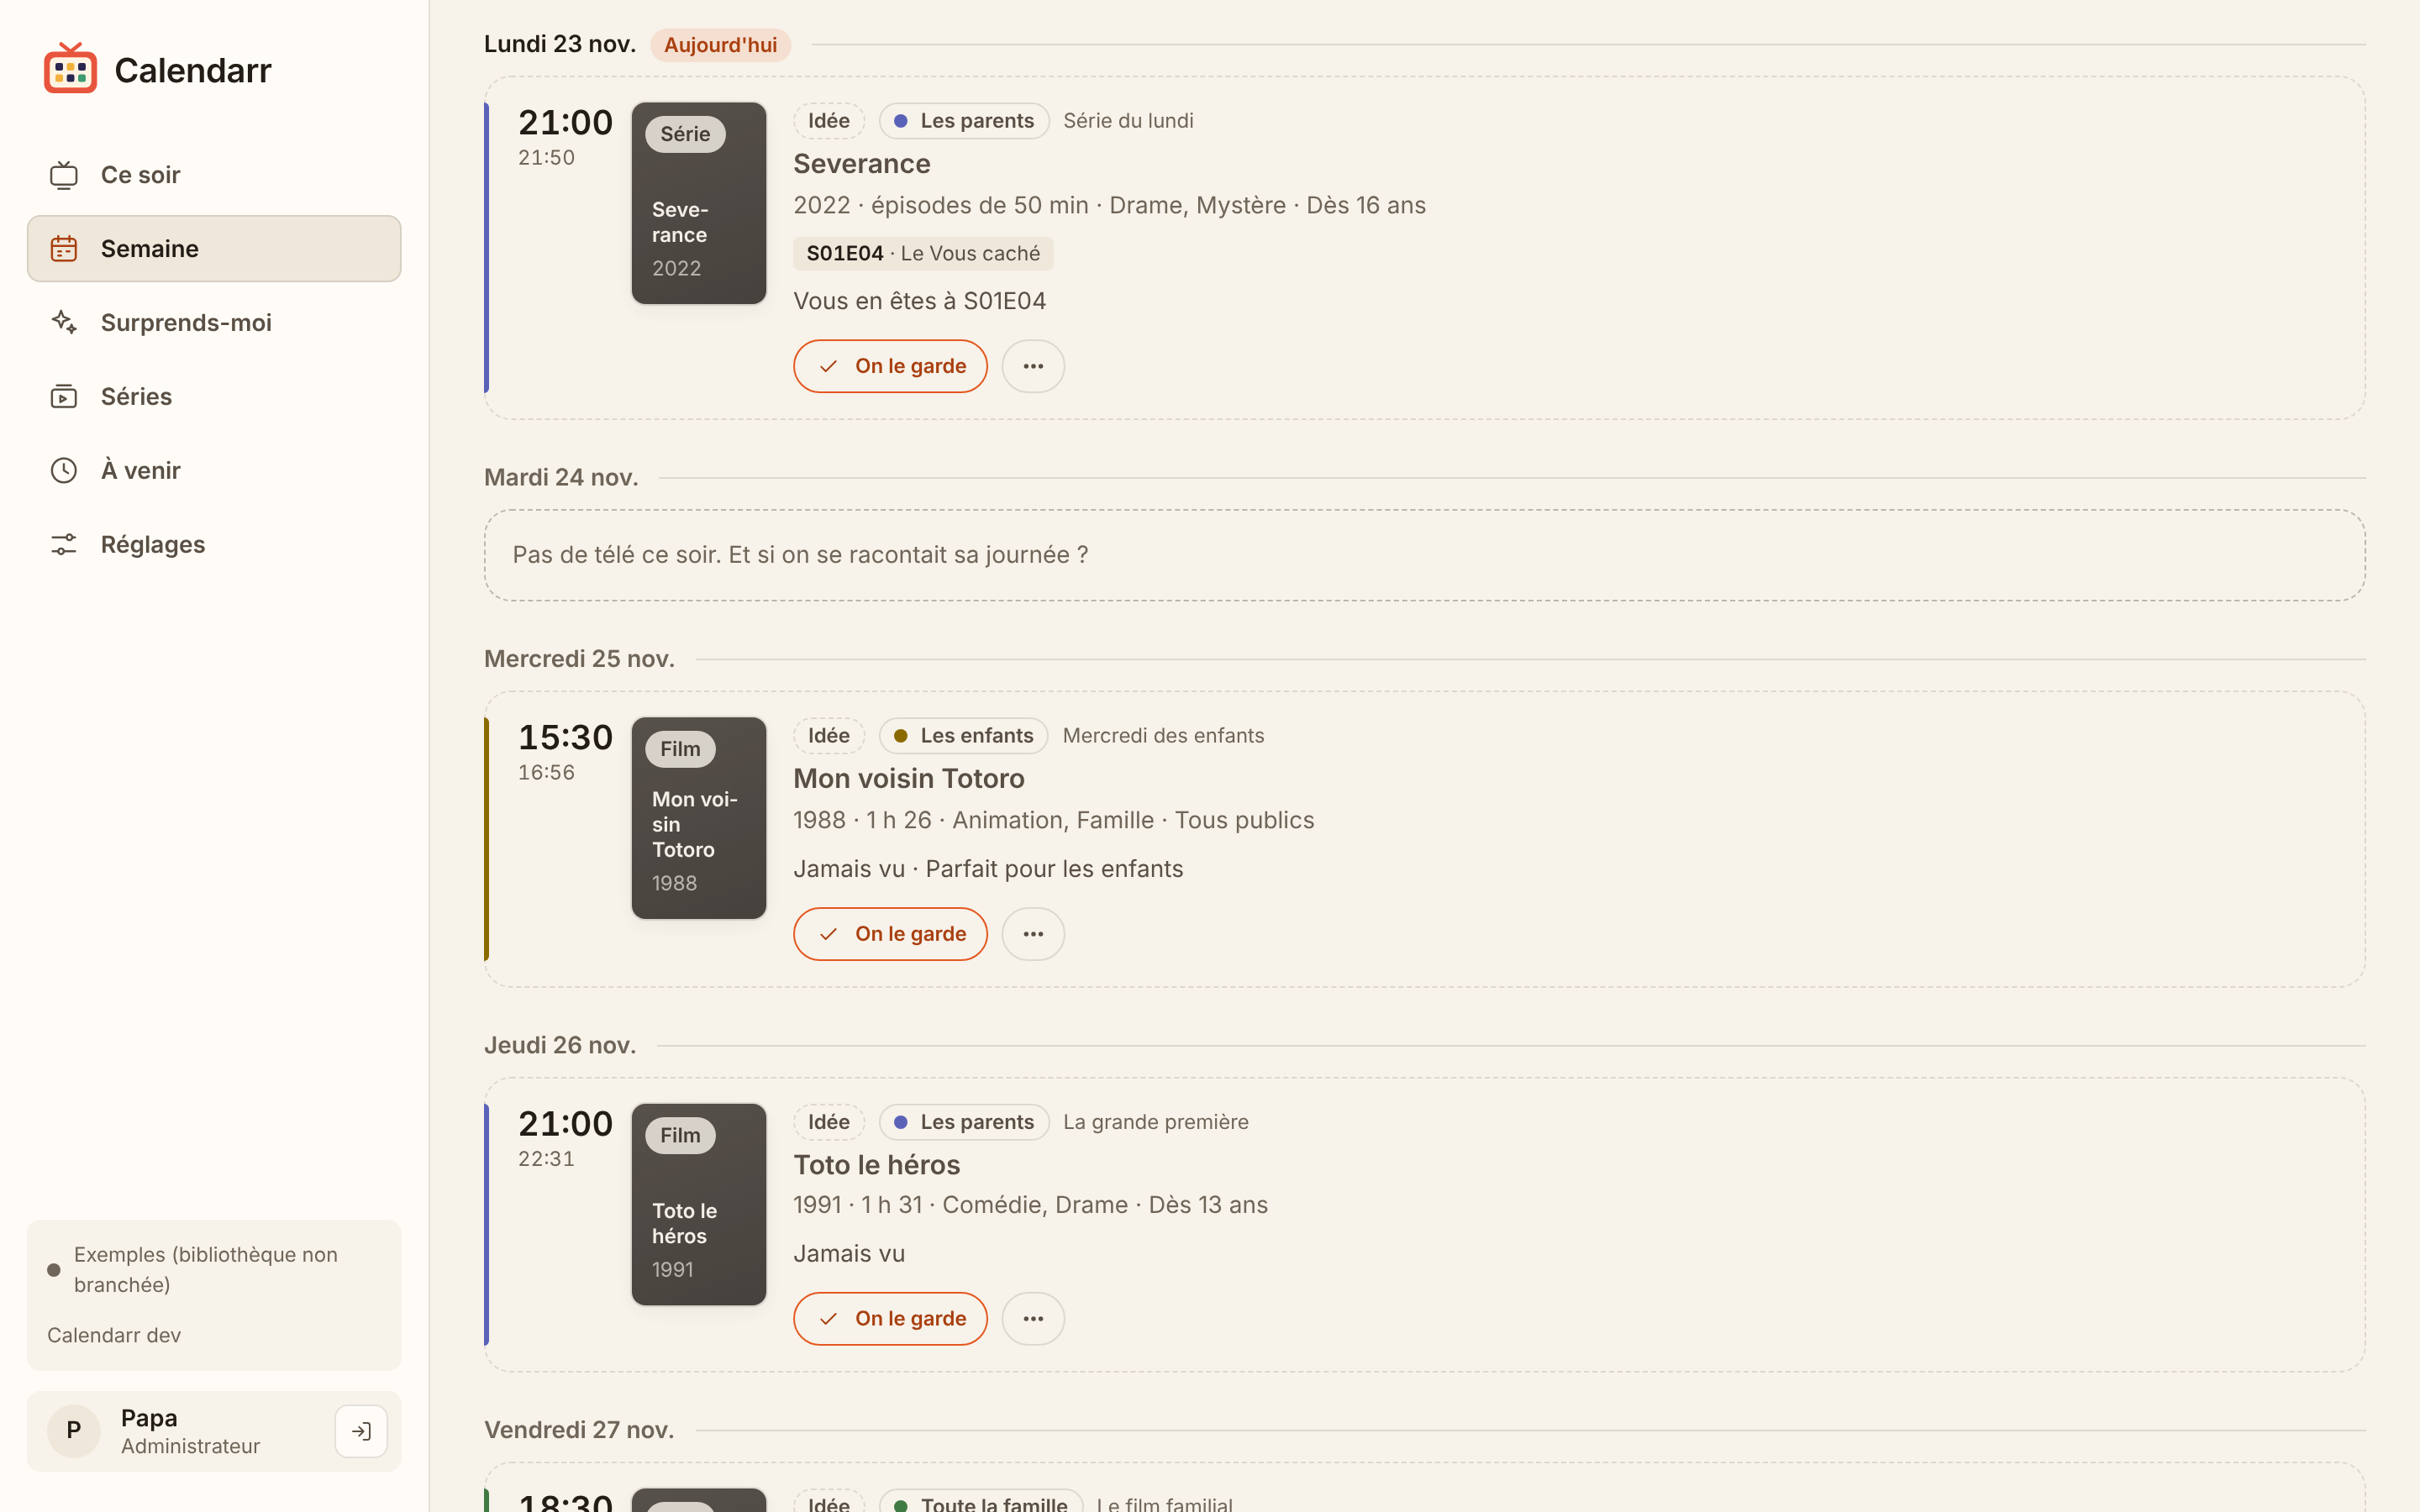 Calendarr
Ce soir
Semaine
Surprends-moi
Séries
À venir
Réglages
Exemples (bibliothèque non
branchée)
Calendarr dev
P
Papa
Administrateur
Lundi 23 nov. Aujourd'hui
21:00
21:50
Série
Seve-
rance
2022
Idée Les parents Série du lundi
Severance
2022 · épisodes de 50 min · Drame, Mystère · Dès 16 ans
S01E04 · Le Vous caché
Vous en êtes à S01E04
On le garde
Mardi 24 nov.
Pas de télé ce soir. Et si on se racontait sa journée ?
Mercredi 25 nov.
15:30
16:56
Film
Mon voi-
sin
Totoro
1988
Idée Les enfants Mercredi des enfants
Mon voisin Totoro
1988 · 1 h 26 · Animation, Famille · Tous publics
Jamais vu · Parfait pour les enfants
On le garde
Jeudi 26 nov.
21:00
22:31
Film
Toto le
héros
1991
Idée Les parents La grande première
Toto le héros
1991 · 1 h 31 · Comédie, Drame · Dès 13 ans
Jamais vu
On le garde
Vendredi 27 nov.
18:30
Idée Toute la famille Le film familial